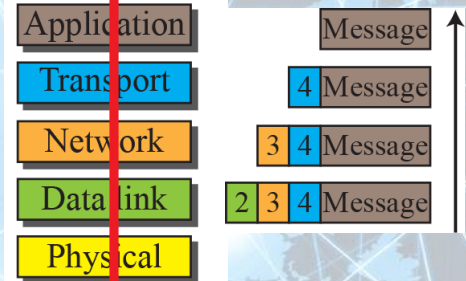 Application Message
Transport 4 Message
Network 3 4 Message
Data link 2 3 4 Message
Physical